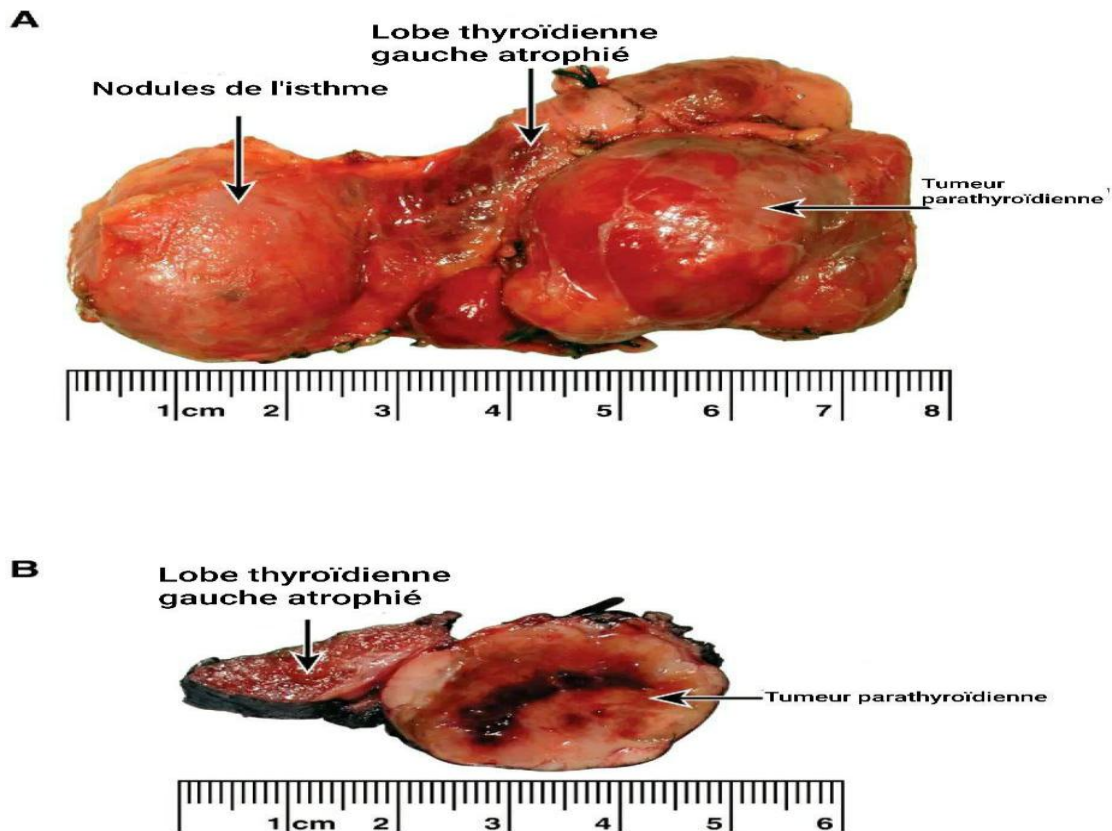 A
Lobe thyroïdienne
gauche atrophié
Nodules de l'isthme
Tumeur
parathyroïdienne'
1 cm 2 3 4 5 6 7 8
B
Lobe thyroïdienne
gauche atrophié
Tumeur parathyroïdienne
1 cm 2 3 4 5 6